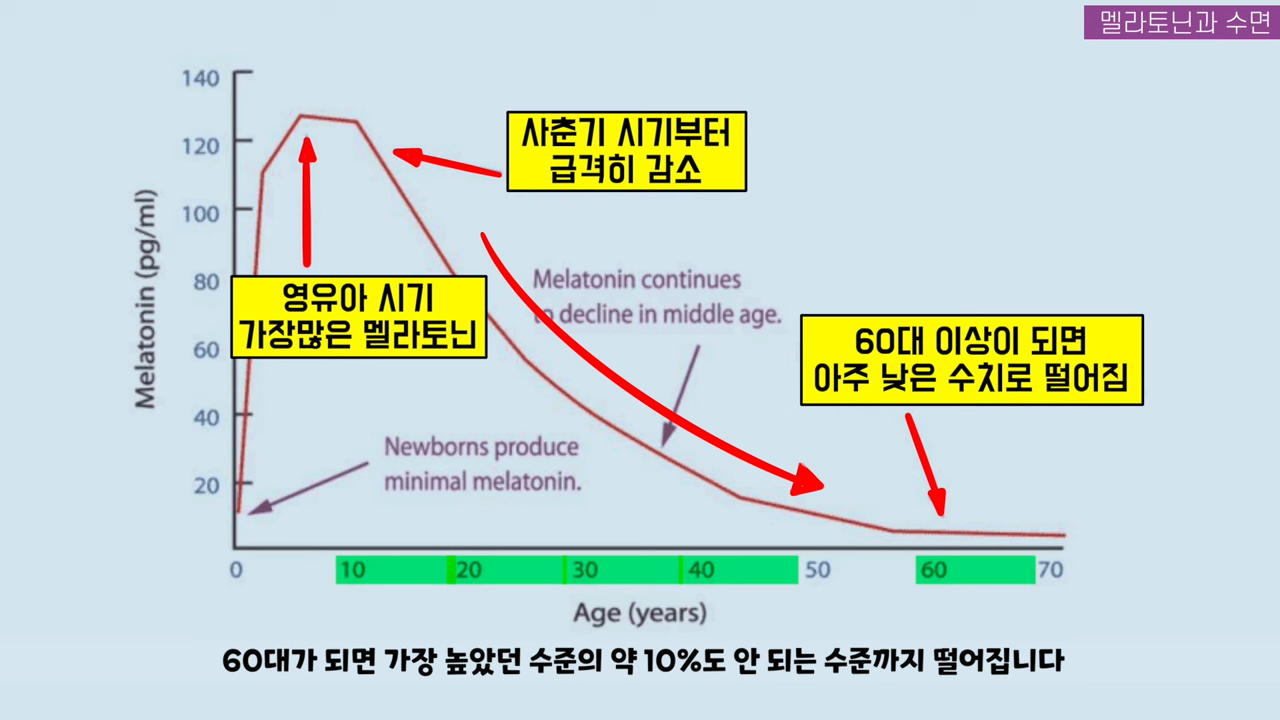 멜라토닌과 수면
140
120
100
80
60
40
20
Melatonin (pg/ml)
사춘기 시기부터
급격히 감소
영유아 시기
가장많은 멜라토닌
Melatonin continues
to decline in middle age.
60대 이상이 되면
아주 낮은 수치로 떨어짐
Newborns produce
minimal melatonin.
0 10 20 30 40 50 60 70
Age (years)
60대가 되면 가장 높았던 수준의 약 10%도 안 되는 수준까지 떨어집니다